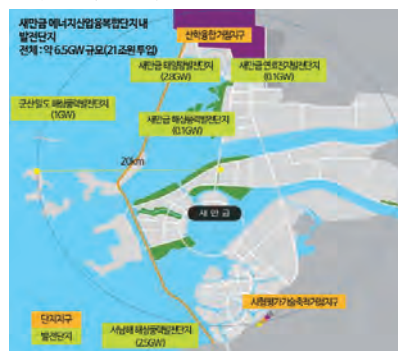 새만금 에너지산업융복합단지 내
발전단지
전체 : 약 6.5GW 규모(21조원 투입)
산학융합거점지구
새만금 태양광발전단지
(2.8GW)
새만금 연료전지발전단지
(0.1GW)
군산말도 해상풍력발전단지
(1GW)
새만금 해상풍력발전단지
(0.1GW)
20km
새만금
시험평가기술축적거점지구
단지지구
발전단지
서남해 해상풍력발전단지
(2.5GW)